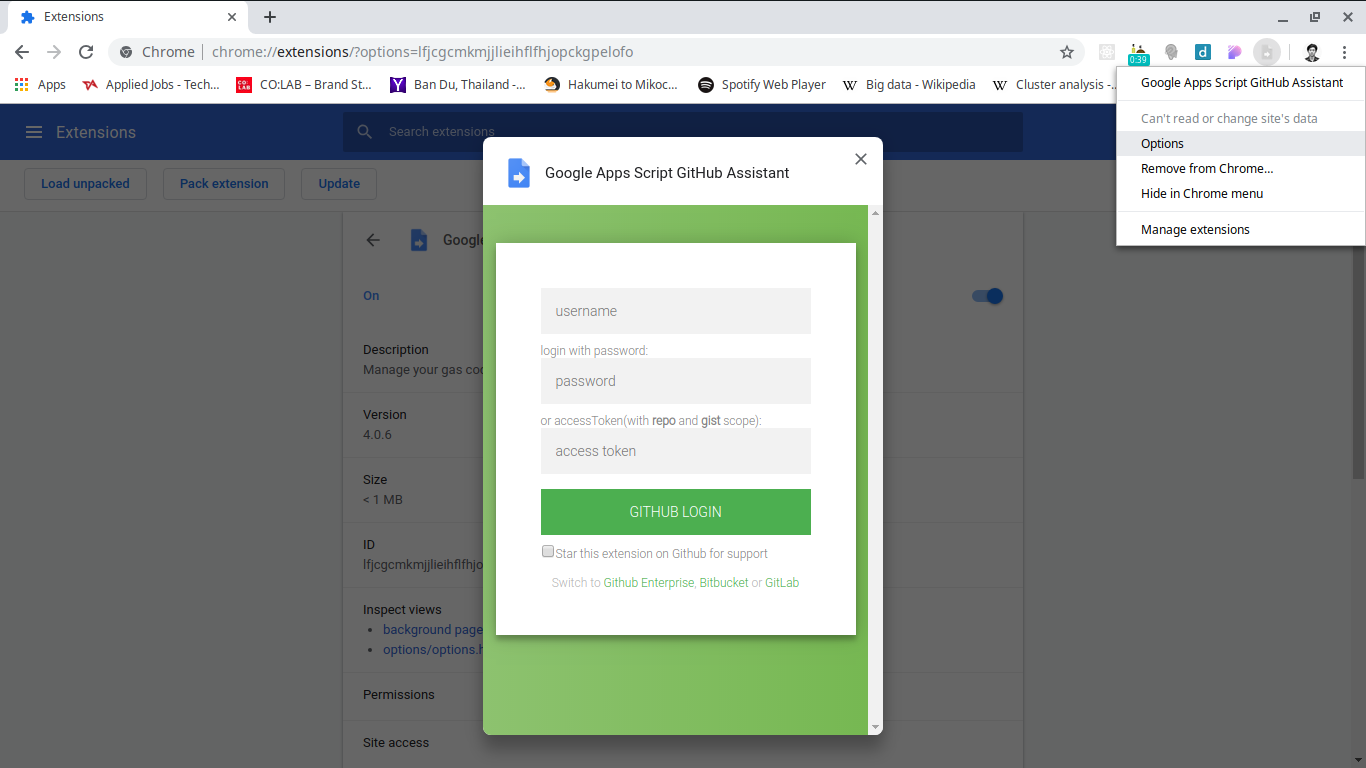 Extensions
Chrome chrome://extensions/?options=lfjcgcmkmjjlieihflfhjopckgpelofo
0:39
Apps
Applied Jobs - Tech...
CO:LAB
CO:LAB – Brand St...
Ban Du, Thailand -...
Hakumei to Mikoc...
Spotify Web Player
W
Big data - Wikipedia
W
Cluster analysis -...
Extensions
Search extensions
Load unpacked
Pack extension
Update
Google
On
Description
Manage your gas co
Version
4.0.6
Size
< 1 MB
ID
lfjcgcmkmjjlieihflfhjo
Inspect views
background page
options/options.h
Permissions
Site access
Google Apps Script GitHub Assistant
username
login with password:
password
or accessToken(with repo and gist scope):
access token
GITHUB LOGIN
Star this extension on Github for support
Switch to Github Enterprise, Bitbucket or GitLab
Google Apps Script GitHub Assistant
Can't read or change site's data
Options
Remove from Chrome...
Hide in Chrome menu
Manage extensions